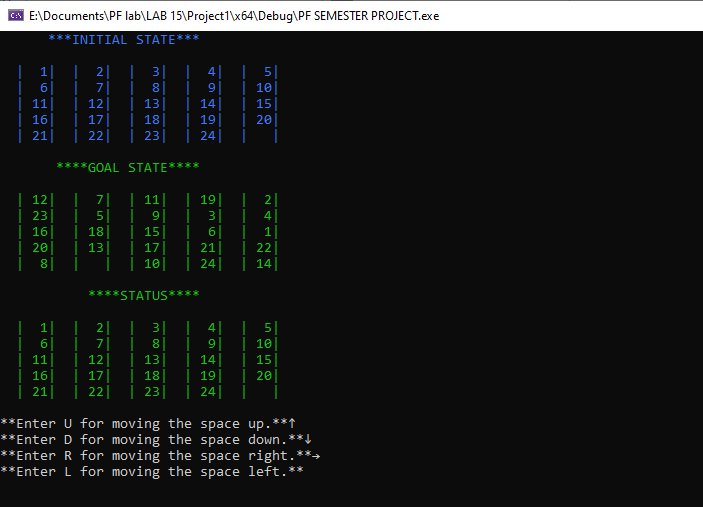 E:\Documents\PF lab\LAB 15\Project1\x64\Debug\PF SEMESTER PROJECT.exe
***INITIAL STATE***
| 1| | 2| | 3| | 4| | 5|
| 6| | 7| | 8| | 9| | 10|
| 11| | 12| | 13| | 14| | 15|
| 16| | 17| | 18| | 19| | 20|
| 21| | 22| | 23| | 24| | |
****GOAL STATE****
| 12| | 7| | 11| | 19| | 2|
| 23| | 5| | 9| | 3| | 4|
| 16| | 18| | 15| | 6| | 1|
| 20| | 13| | 17| | 21| | 22|
| 8| | | | 10| | 24| | 14|
****STATUS****
| 1| | 2| | 3| | 4| | 5|
| 6| | 7| | 8| | 9| | 10|
| 11| | 12| | 13| | 14| | 15|
| 16| | 17| | 18| | 19| | 20|
| 21| | 22| | 23| | 24| | |
**Enter U for moving the space up.**↑
**Enter D for moving the space down.**↓
**Enter R for moving the space right.**→
**Enter L for moving the space left.**